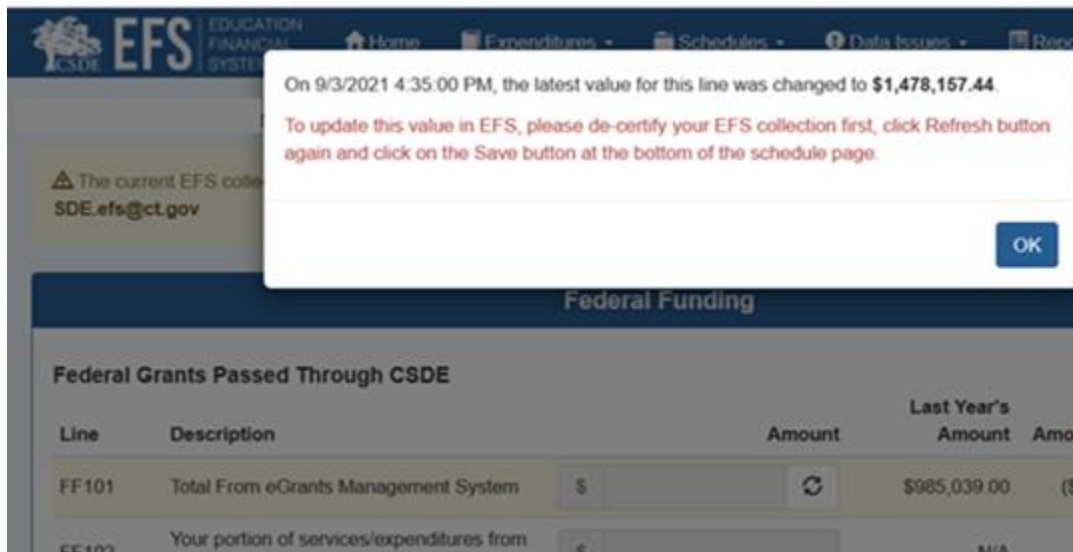 CSDE EFS EDUCATION FINANCIAL SYSTEM Home Expenditures Schedules Data Issues
On 9/3/2021 4:35:00 PM, the latest value for this line was changed to $1,478,157.44.
To update this value in EFS, please de-certify your EFS collection first, click Refresh button
again and click on the Save button at the bottom of the schedule page.
The current EFS
SDE.efs@ct.gov
OK
Federal Funding
Federal Grants Passed Through CSDE
Line Description Amount Last Year's Amount
FF101 Total From eGrants Management System $ $985,039.00 ($
FF102 Your portion of services/expenditures from $ N/A